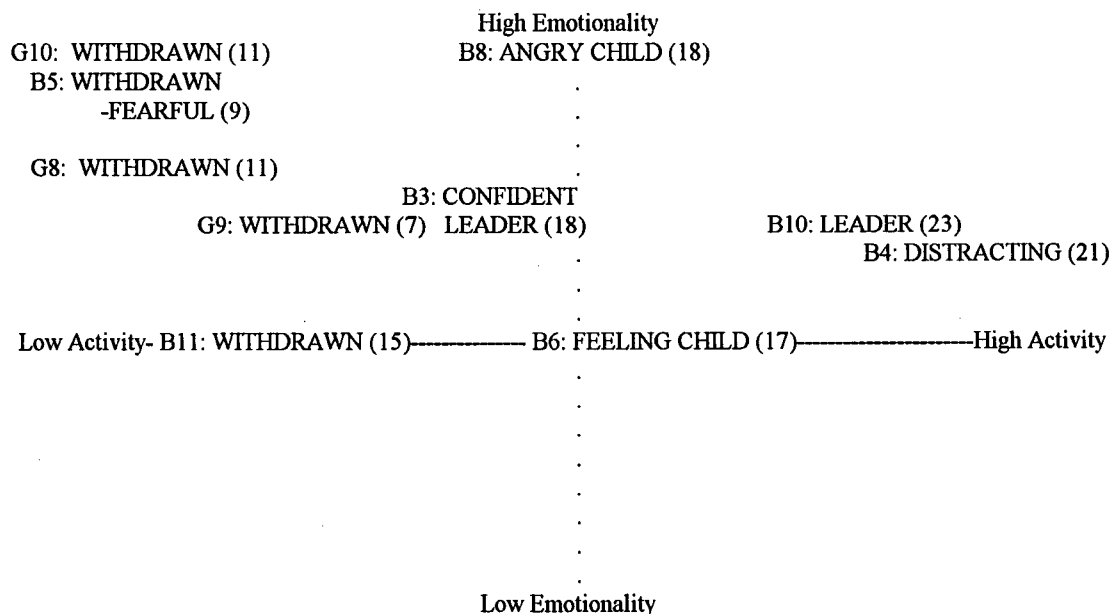 High Emotionality
G10: WITHDRAWN (11) B8: ANGRY CHILD (18)
B5: WITHDRAWN
-FEARFUL (9)
G8: WITHDRAWN (11)
B3: CONFIDENT
G9: WITHDRAWN (7) LEADER (18) B10: LEADER (23)
B4: DISTRACTING (21)
Low Activity- B11: WITHDRAWN (15)---------------- B6: FEELING CHILD (17)------------------------High Activity
Low Emotionality